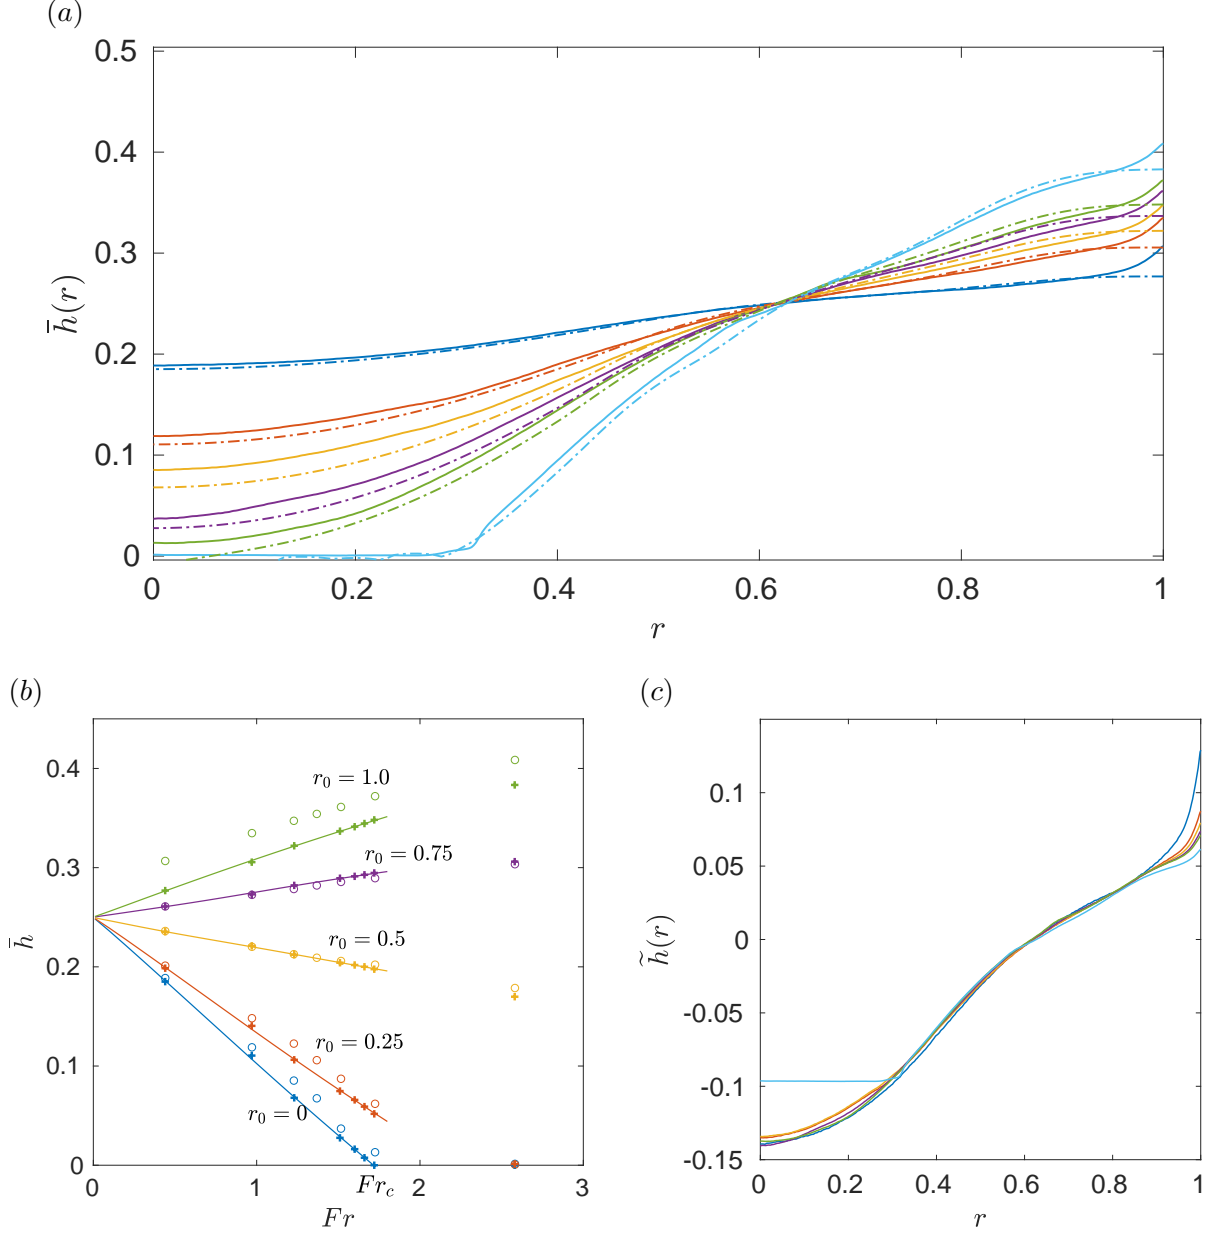 (a)
0.5
0.4
0.3
0.2
0.1
0
h̄(r)
0 0.2 0.4 0.6 0.8 1
r
(b)
0.4
0.3
0.2
0.1
0
h̄
r₀ = 1.0
r₀ = 0.75
r₀ = 0.5
r₀ = 0.25
r₀ = 0
Fr_c
0 1 2 3
Fr
(c)
0.1
0.05
0
-0.05
-0.1
-0.15
h̃(r)
0 0.2 0.4 0.6 0.8 1
r